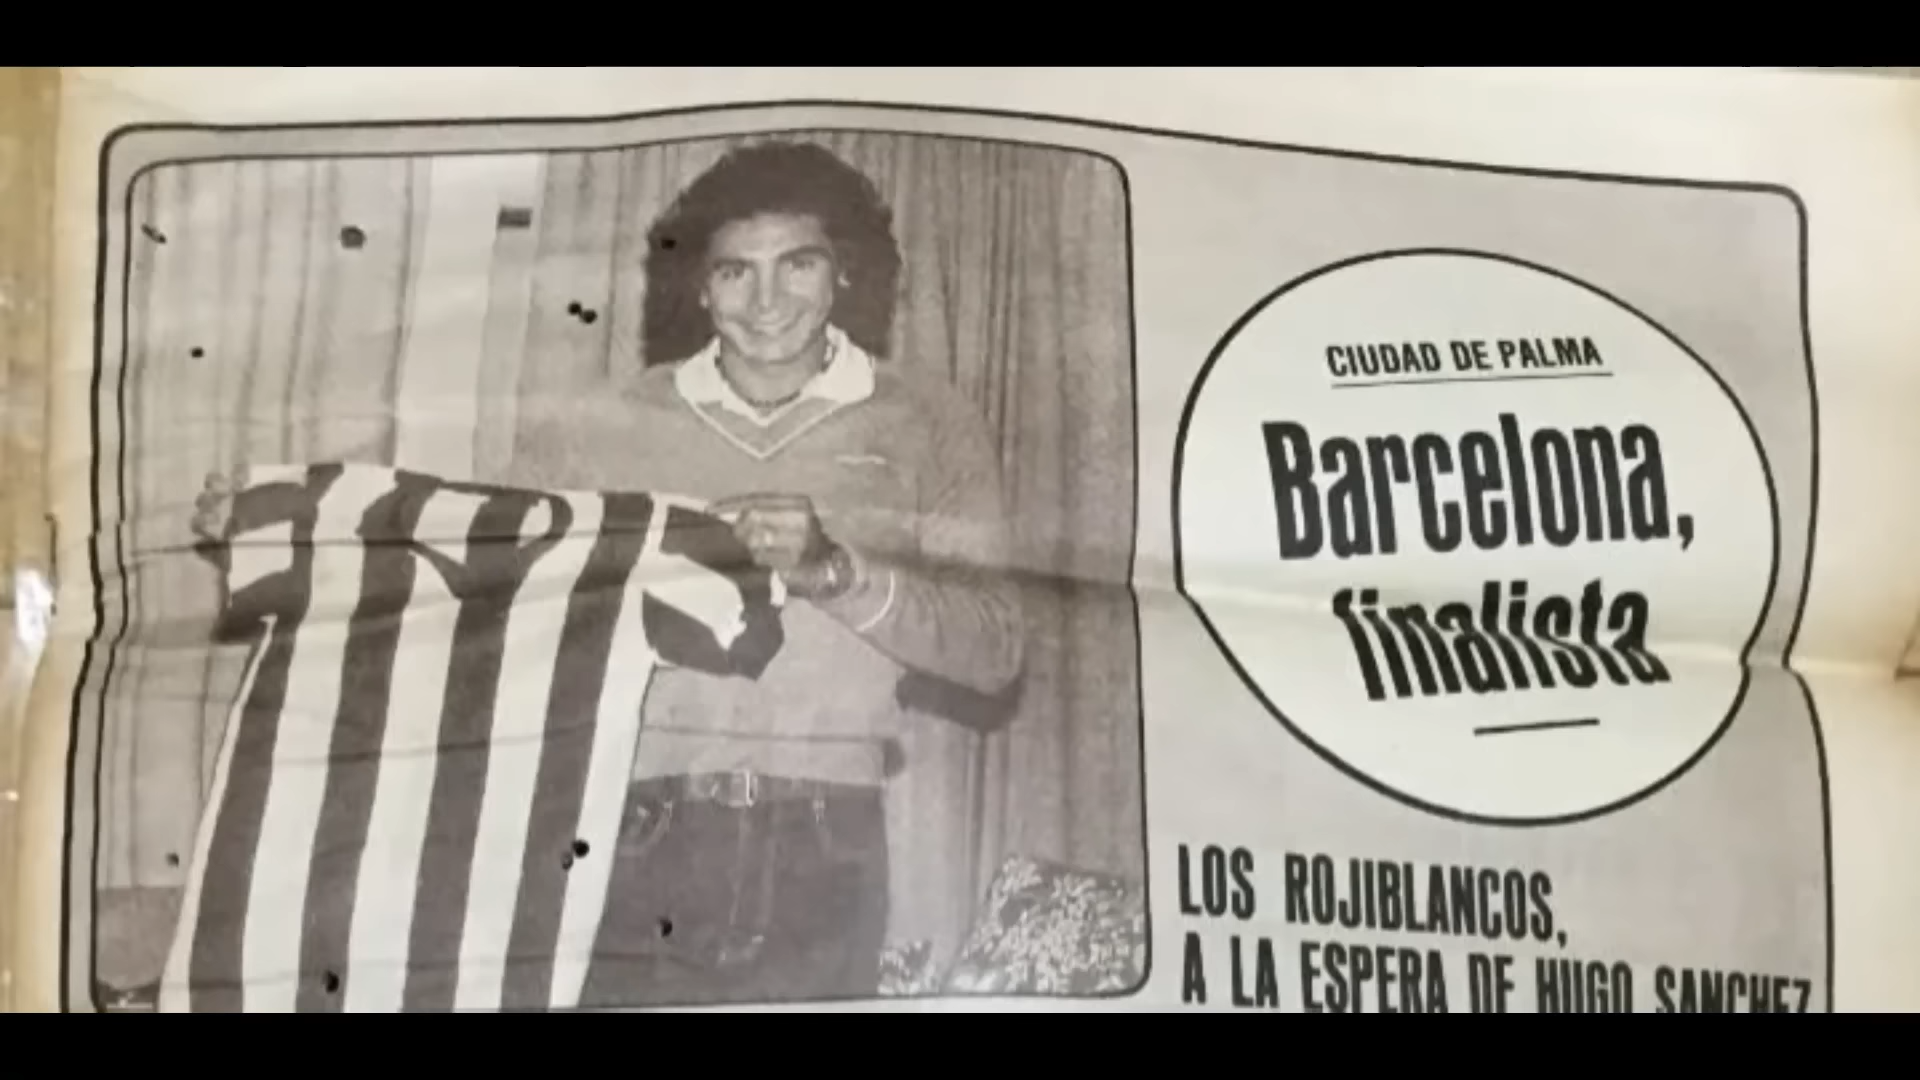 CIUDAD DE PALMA
Barcelona,
finalista
LOS ROJIBLANCOS,
A LA ESPERA DE HUGO SANCHEZ